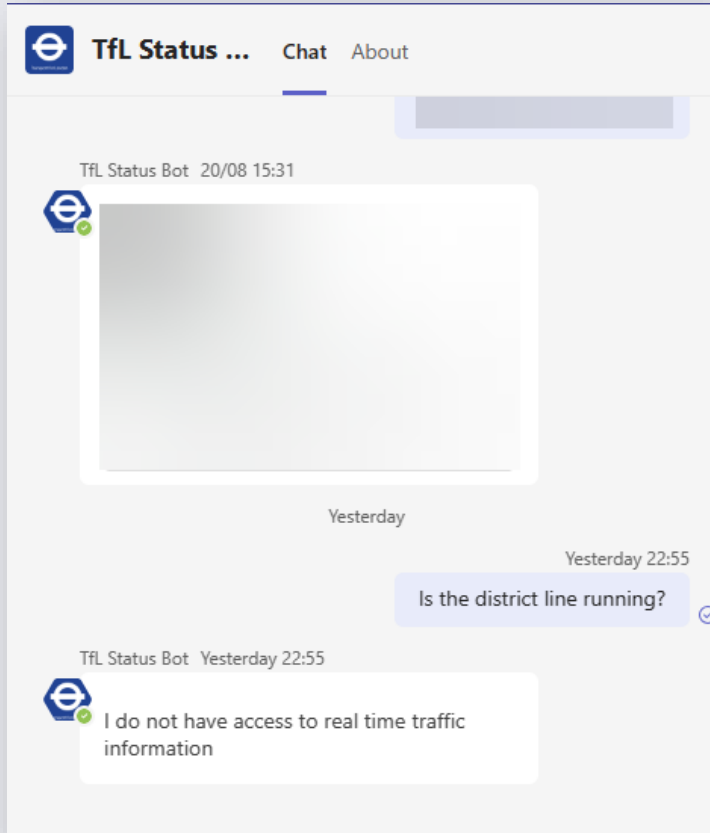 TfL Status ... Chat About
TfL Status Bot 20/08 15:31
Yesterday
Yesterday 22:55
Is the district line running?
TfL Status Bot Yesterday 22:55
I do not have access to real time traffic
information